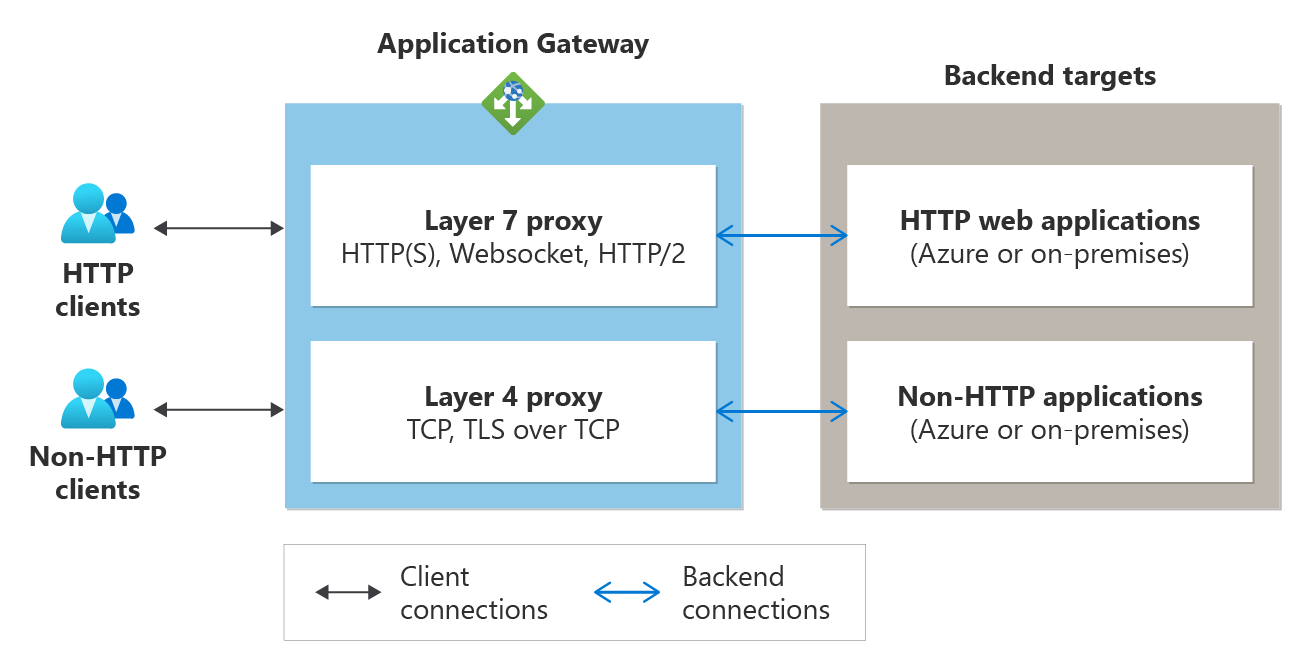 Application Gateway
Backend targets
HTTP
clients
Layer 7 proxy
HTTP(S), Websocket, HTTP/2
HTTP web applications
(Azure or on-premises)
Non-HTTP
clients
Layer 4 proxy
TCP, TLS over TCP
Non-HTTP applications
(Azure or on-premises)
Client
connections
Backend
connections